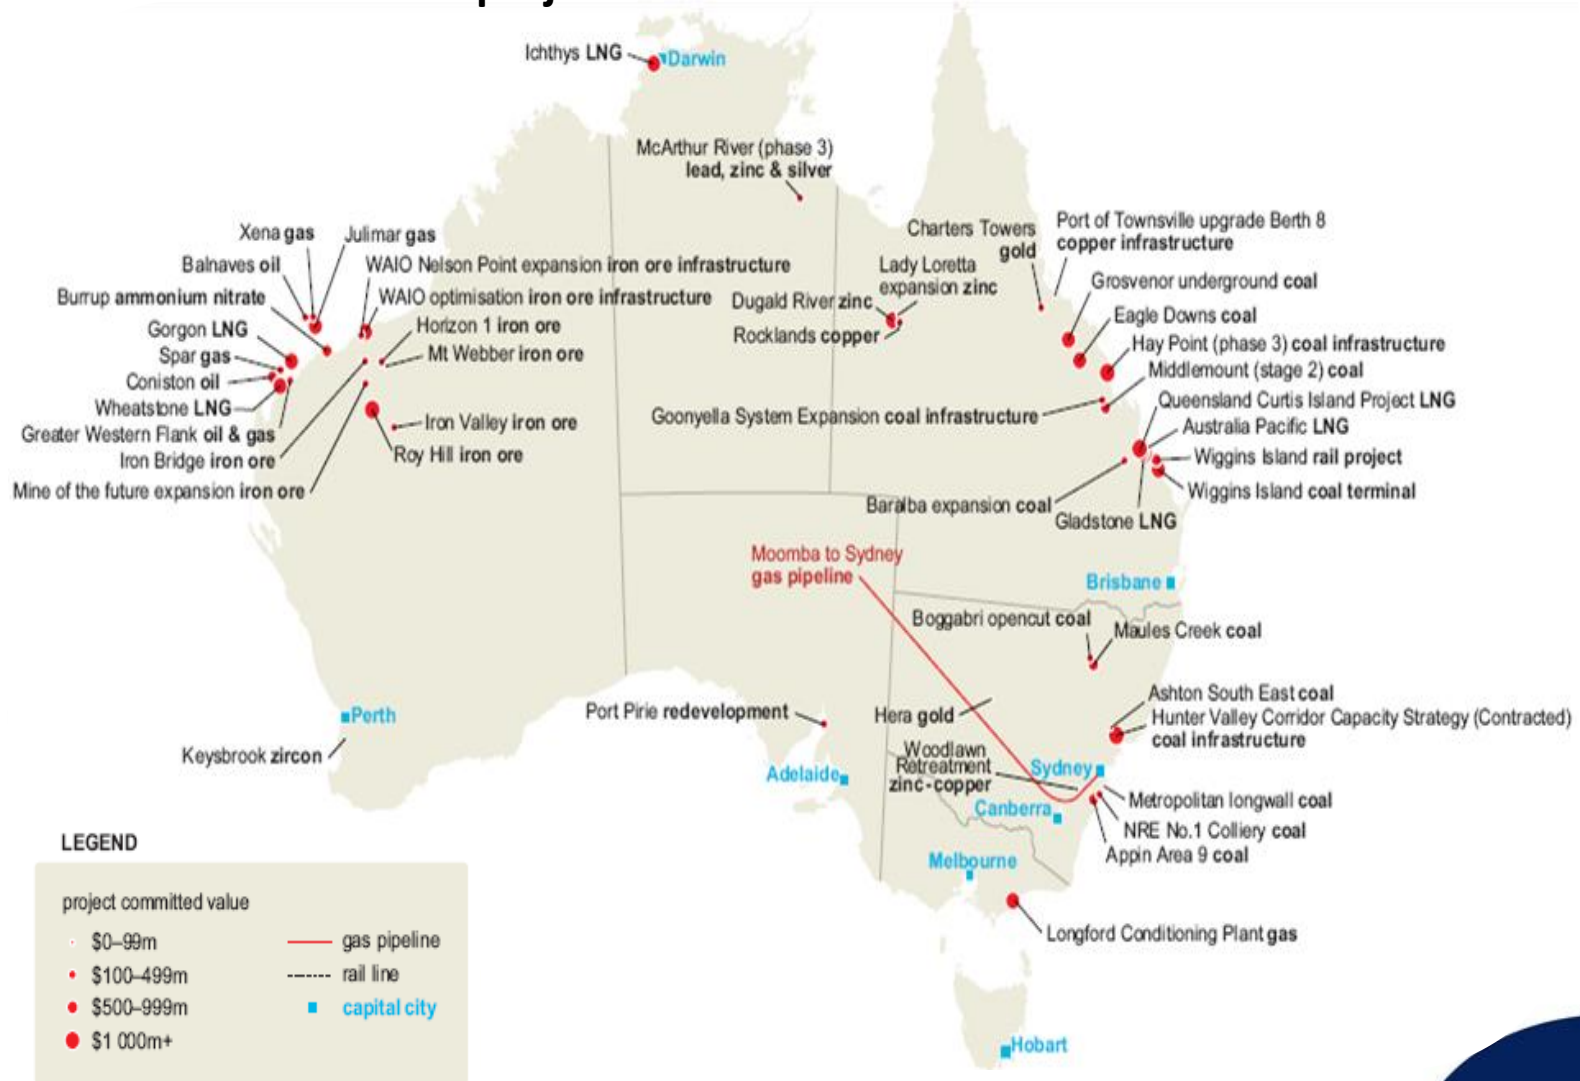 Ichthys LNG
Darwin
McArthur River (phase 3)
lead, zinc & silver
Xena gas
Julimar gas
Balnaves oil
WAIO Nelson Point expansion iron ore infrastructure
Burrup ammonium nitrate
WAIO optimisation iron ore infrastructure
Gorgon LNG
Horizon 1 iron ore
Spar gas
Mt Webber iron ore
Coniston oil
Wheatstone LNG
Greater Western Flank oil & gas
Iron Valley iron ore
Iron Bridge iron ore
Roy Hill iron ore
Mine of the future expansion iron ore
Charters Towers
gold
Port of Townsville upgrade Berth 8
copper infrastructure
Lady Loretta
expansion zinc
Grosvenor underground coal
Dugald River zinc
Eagle Downs coal
Rocklands copper
Hay Point (phase 3) coal infrastructure
Middlemount (stage 2) coal
Goonyella System Expansion coal infrastructure
Queensland Curtis Island Project LNG
Australia Pacific LNG
Wiggins Island rail project
Wiggins Island coal terminal
Baralba expansion coal
Gladstone LNG
Moomba to Sydney
gas pipeline
Brisbane
Boggabri opencut coal
Maules Creek coal
Ashton South East coal
Hunter Valley Corridor Capacity Strategy (Contracted)
coal infrastructure
Perth
Port Pirie redevelopment
Hera gold
Keysbrook zircon
Woodlawn
Retreatment
zinc-copper
Sydney
Adelaide
Metropolitan longwall coal
Canberra
NRE No.1 Colliery coal
Appin Area 9 coal
Melbourne
Longford Conditioning Plant gas
Hobart
LEGEND
project committed value
$0–99m
$100–499m
$500–999m
$1 000m+
gas pipeline
rail line
capital city